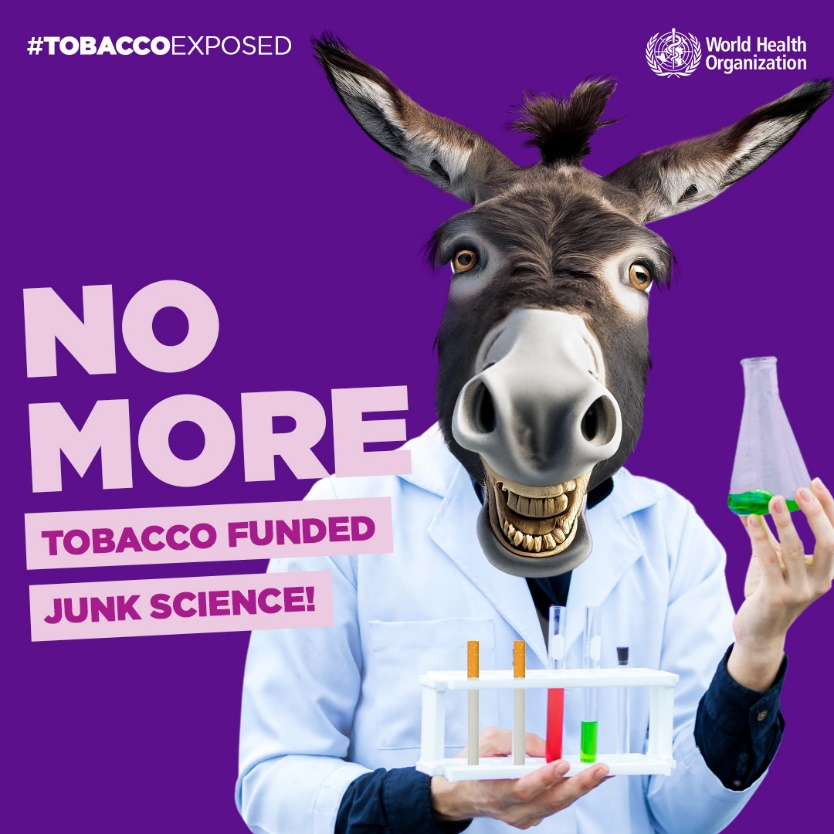 #TOBACCOEXPOSED
World Health
Organization
NO
MORE
TOBACCO FUNDED
JUNK SCIENCE!